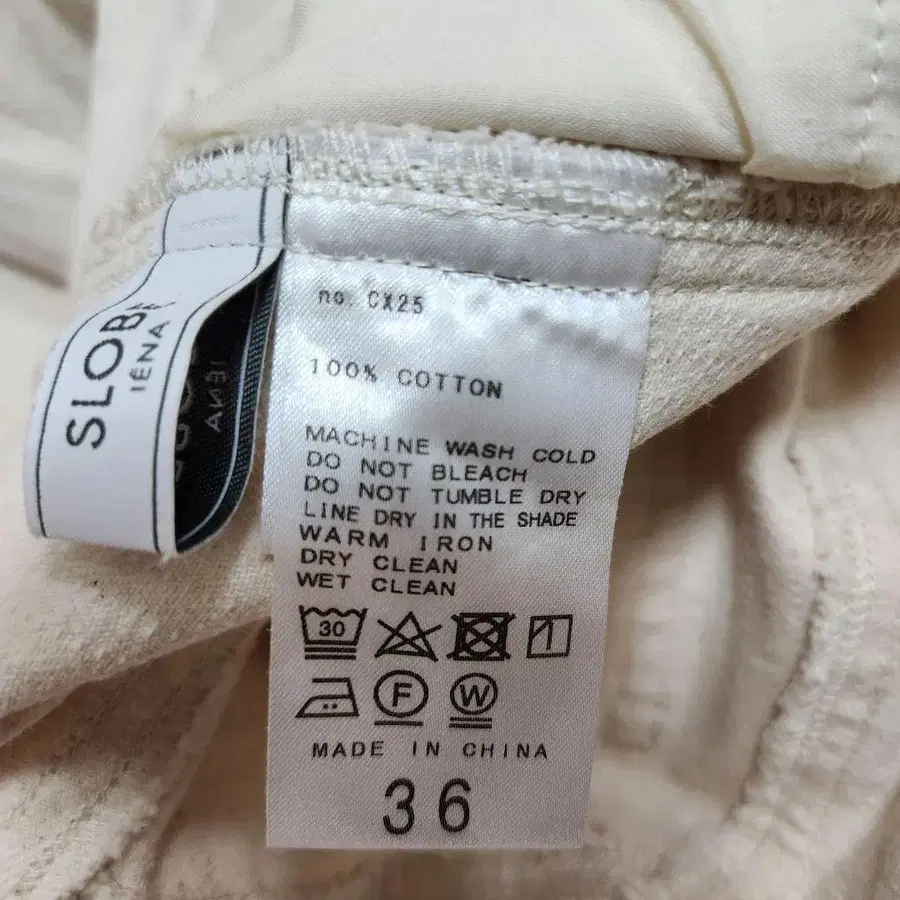 SLOBE
IÉNA
no. CX25
100% COTTON
MACHINE WASH COLD
DO NOT BLEACH
DO NOT TUMBLE DRY
LINE DRY IN THE SHADE
WARM IRON
DRY CLEAN
WET CLEAN
30
F W
MADE IN CHINA
36